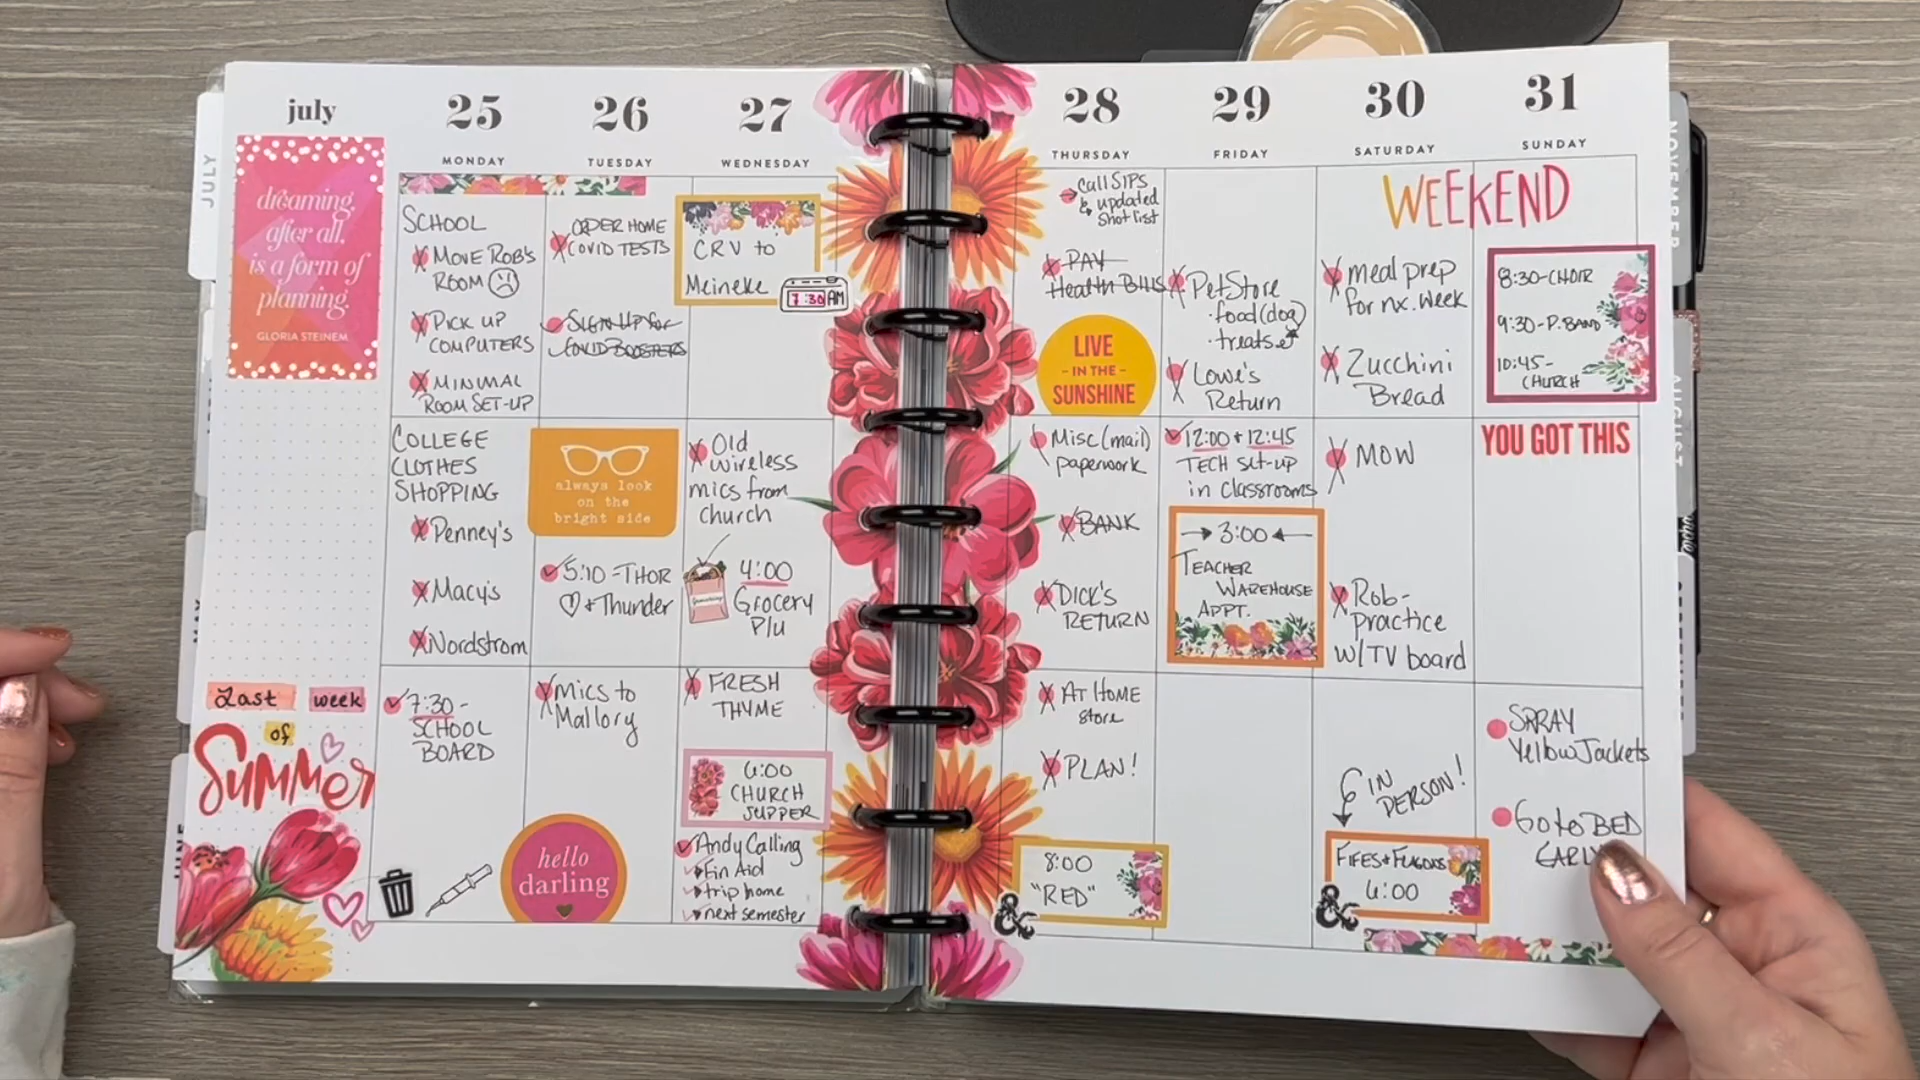 july
dreaming,
after all,
is a form of
planning.
GLORIA STEINEM
Last week
of
Summer
25
MONDAY
SCHOOL
MOVE ROB'S
ROOM
PICK UP
COMPUTERS
MINIMAL
ROOM SET-UP
COLLEGE
CLOTHES
SHOPPING
Penney's
Macy's
Nordstrom
7:30-
SCHOOL
BOARD
26
TUESDAY
ORDER HOME
COVID TESTS
SIGN UP for
COVID BOOSTERS
always look
on the
bright side
5:10-THOR
♡+Thunder
Mics to
Mallory
hello
darling
27
WEDNESDAY
CRV to
Meineke
7:30 AM
Old
wireless
mics from
church
4:00
Grocery
P/u
FRESH
THYME
6:00
CHURCH
SUPPER
Andy Calling
Fin Aid
trip home
next semester
28
THURSDAY
Call SIPS
& updated
shot list
PAY
Health Bills
LIVE
- IN THE -
SUNSHINE
Misc (mail)
paperwork
BANK
DICK'S
RETURN
AT HOME
store
PLAN!
8:00
"RED"
&
29
FRIDAY
Pet Store
·food (dog)
·treats
Lowe's
Return
12:00 + 12:45
TECH set-up
in classrooms
3:00
TEACHER
WAREHOUSE
APPT.
30
SATURDAY
WEEKEND
meal prep
for nx. week
Zucchini
Bread
MOW
Rob-
practice
w/TV board
IN
PERSON!
FIFES + FLAGONS
6:00
&
31
SUNDAY
8:30-CHOIR
9:30-P. BAND
10:45-
CHURCH
YOU GOT THIS
SPRAY
Yellow Jackets
Go to BED
EARLY
JULY
JUNE
NOVEMBER
AUGUST